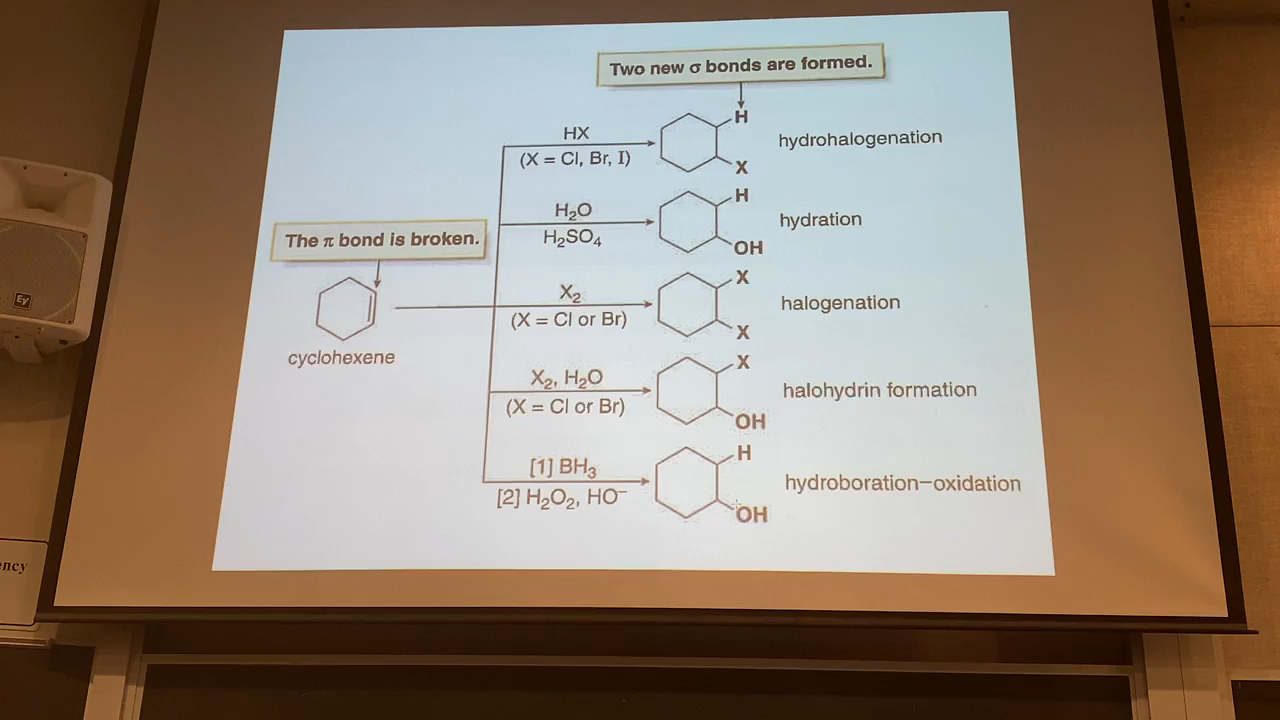 Two new σ bonds are formed.
HX
(X = Cl, Br, I)
H
X
hydrohalogenation
H₂O
H₂SO₄
H
OH
hydration
The π bond is broken.
cyclohexene
X₂
(X = Cl or Br)
X
X
halogenation
X₂, H₂O
(X = Cl or Br)
X
OH
halohydrin formation
[1] BH₃
[2] H₂O₂, HO⁻
H
OH
hydroboration–oxidation
EV
ency